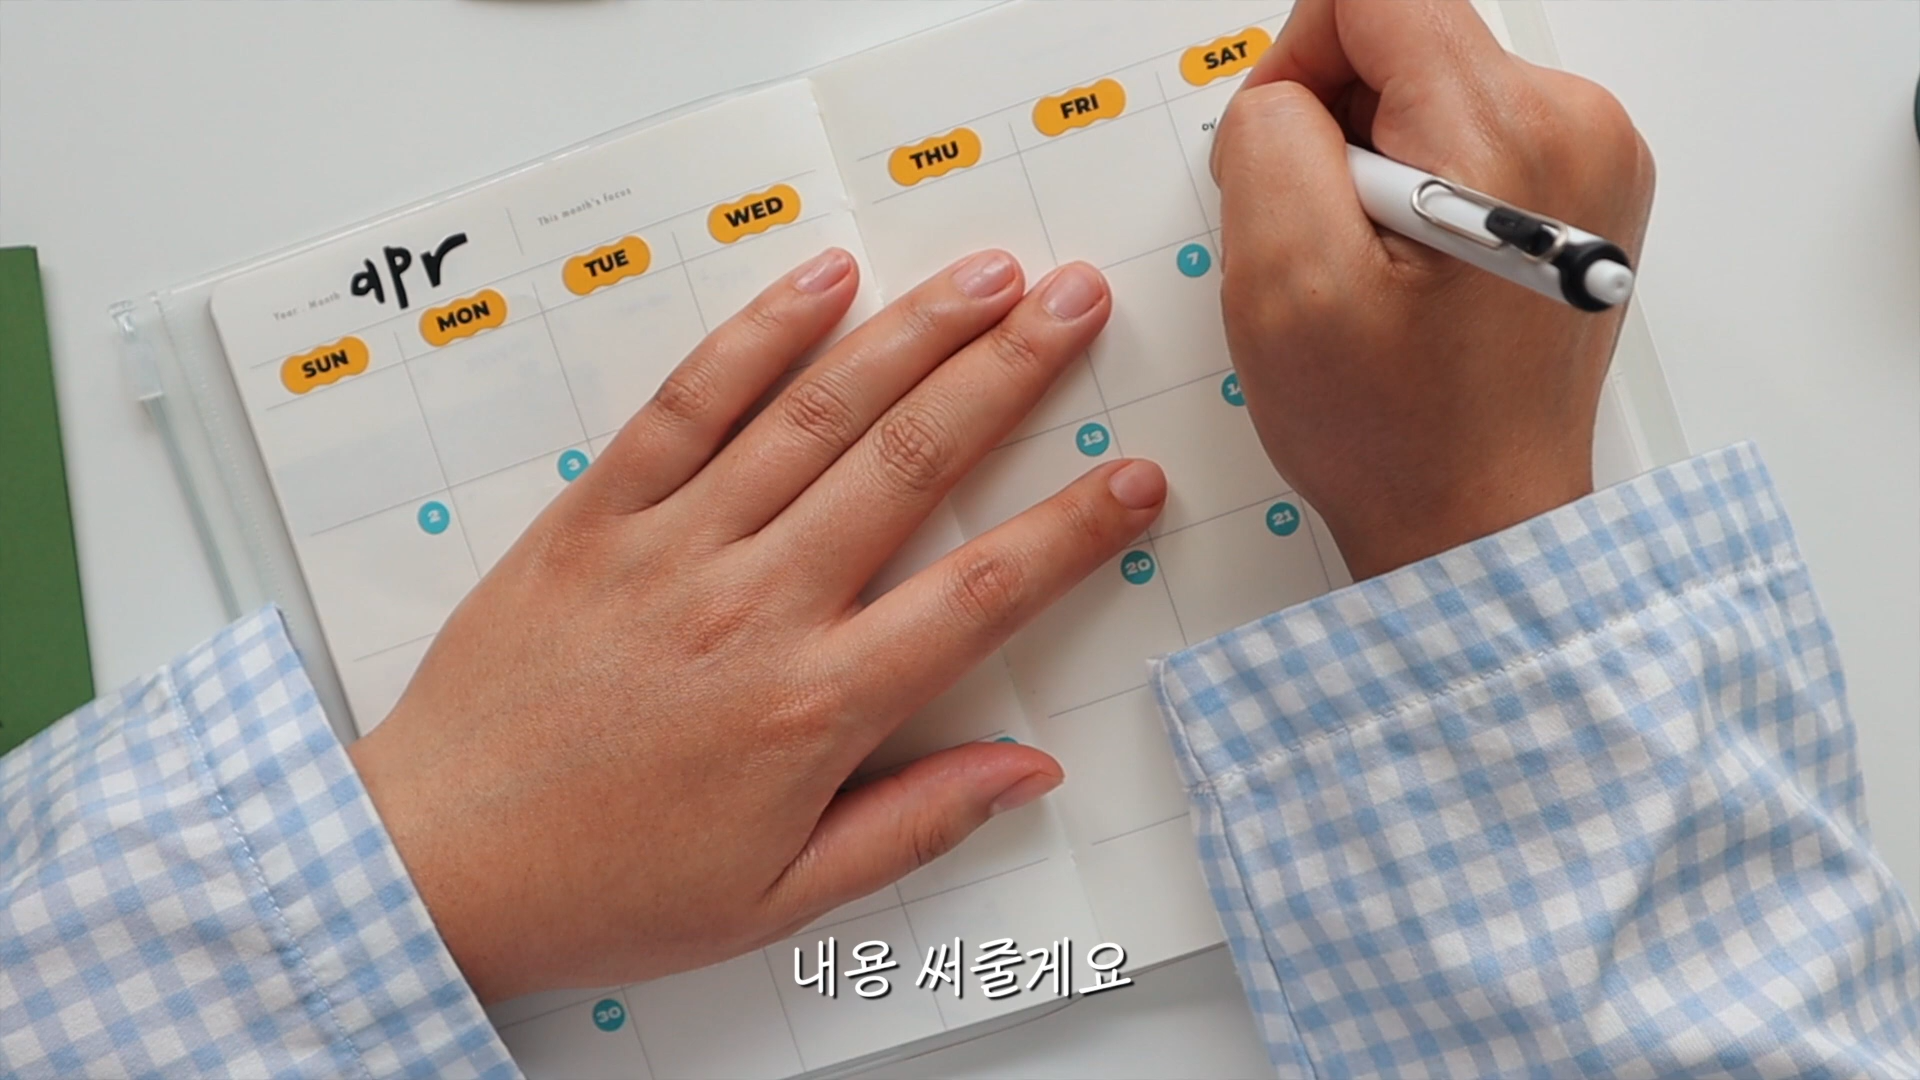 SAT
FRI
THU
This month's focus
WED
Year . Month
apr
TUE
MON
SUN
7
14
13
3
2
21
20
내용 써줄게요
30